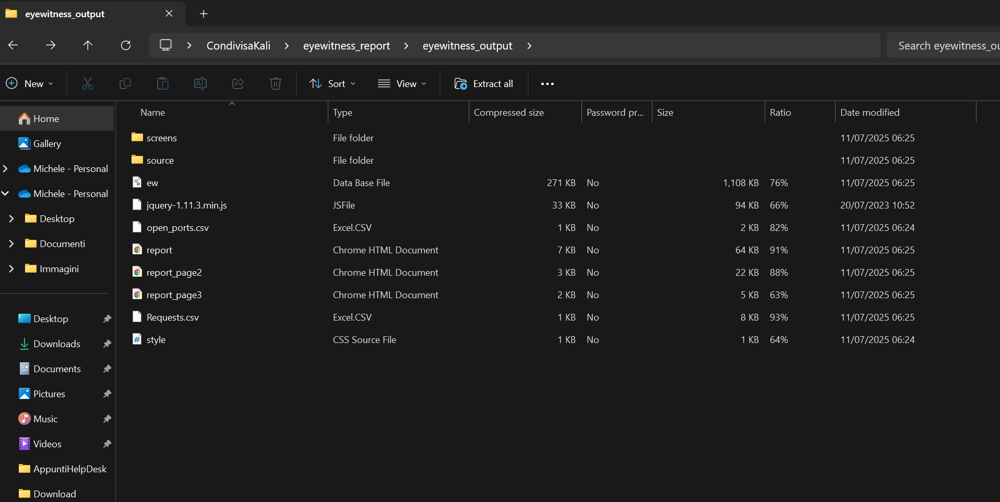 eyewitness_output
CondivisaKali eyewitness_report eyewitness_output
Search eyewitness_ou
New Sort View Extract all
Name Type Compressed size Password pr... Size Ratio Date modified
Home
Gallery
Michele - Personal
Michele - Personal
Desktop
Documenti
Immagini
Desktop
Downloads
Documents
Pictures
Music
Videos
AppuntiHelpDesk
Download
screens File folder 11/07/2025 06:25
source File folder 11/07/2025 06:25
ew Data Base File 271 KB No 1,108 KB 76% 11/07/2025 06:25
jquery-1.11.3.min.js JSFile 33 KB No 94 KB 66% 20/07/2023 10:52
open_ports.csv Excel.CSV 1 KB No 2 KB 82% 11/07/2025 06:24
report Chrome HTML Document 7 KB No 64 KB 91% 11/07/2025 06:25
report_page2 Chrome HTML Document 3 KB No 22 KB 88% 11/07/2025 06:25
report_page3 Chrome HTML Document 2 KB No 5 KB 63% 11/07/2025 06:25
Requests.csv Excel.CSV 1 KB No 8 KB 93% 11/07/2025 06:25
style CSS Source File 1 KB No 1 KB 64% 11/07/2025 06:24